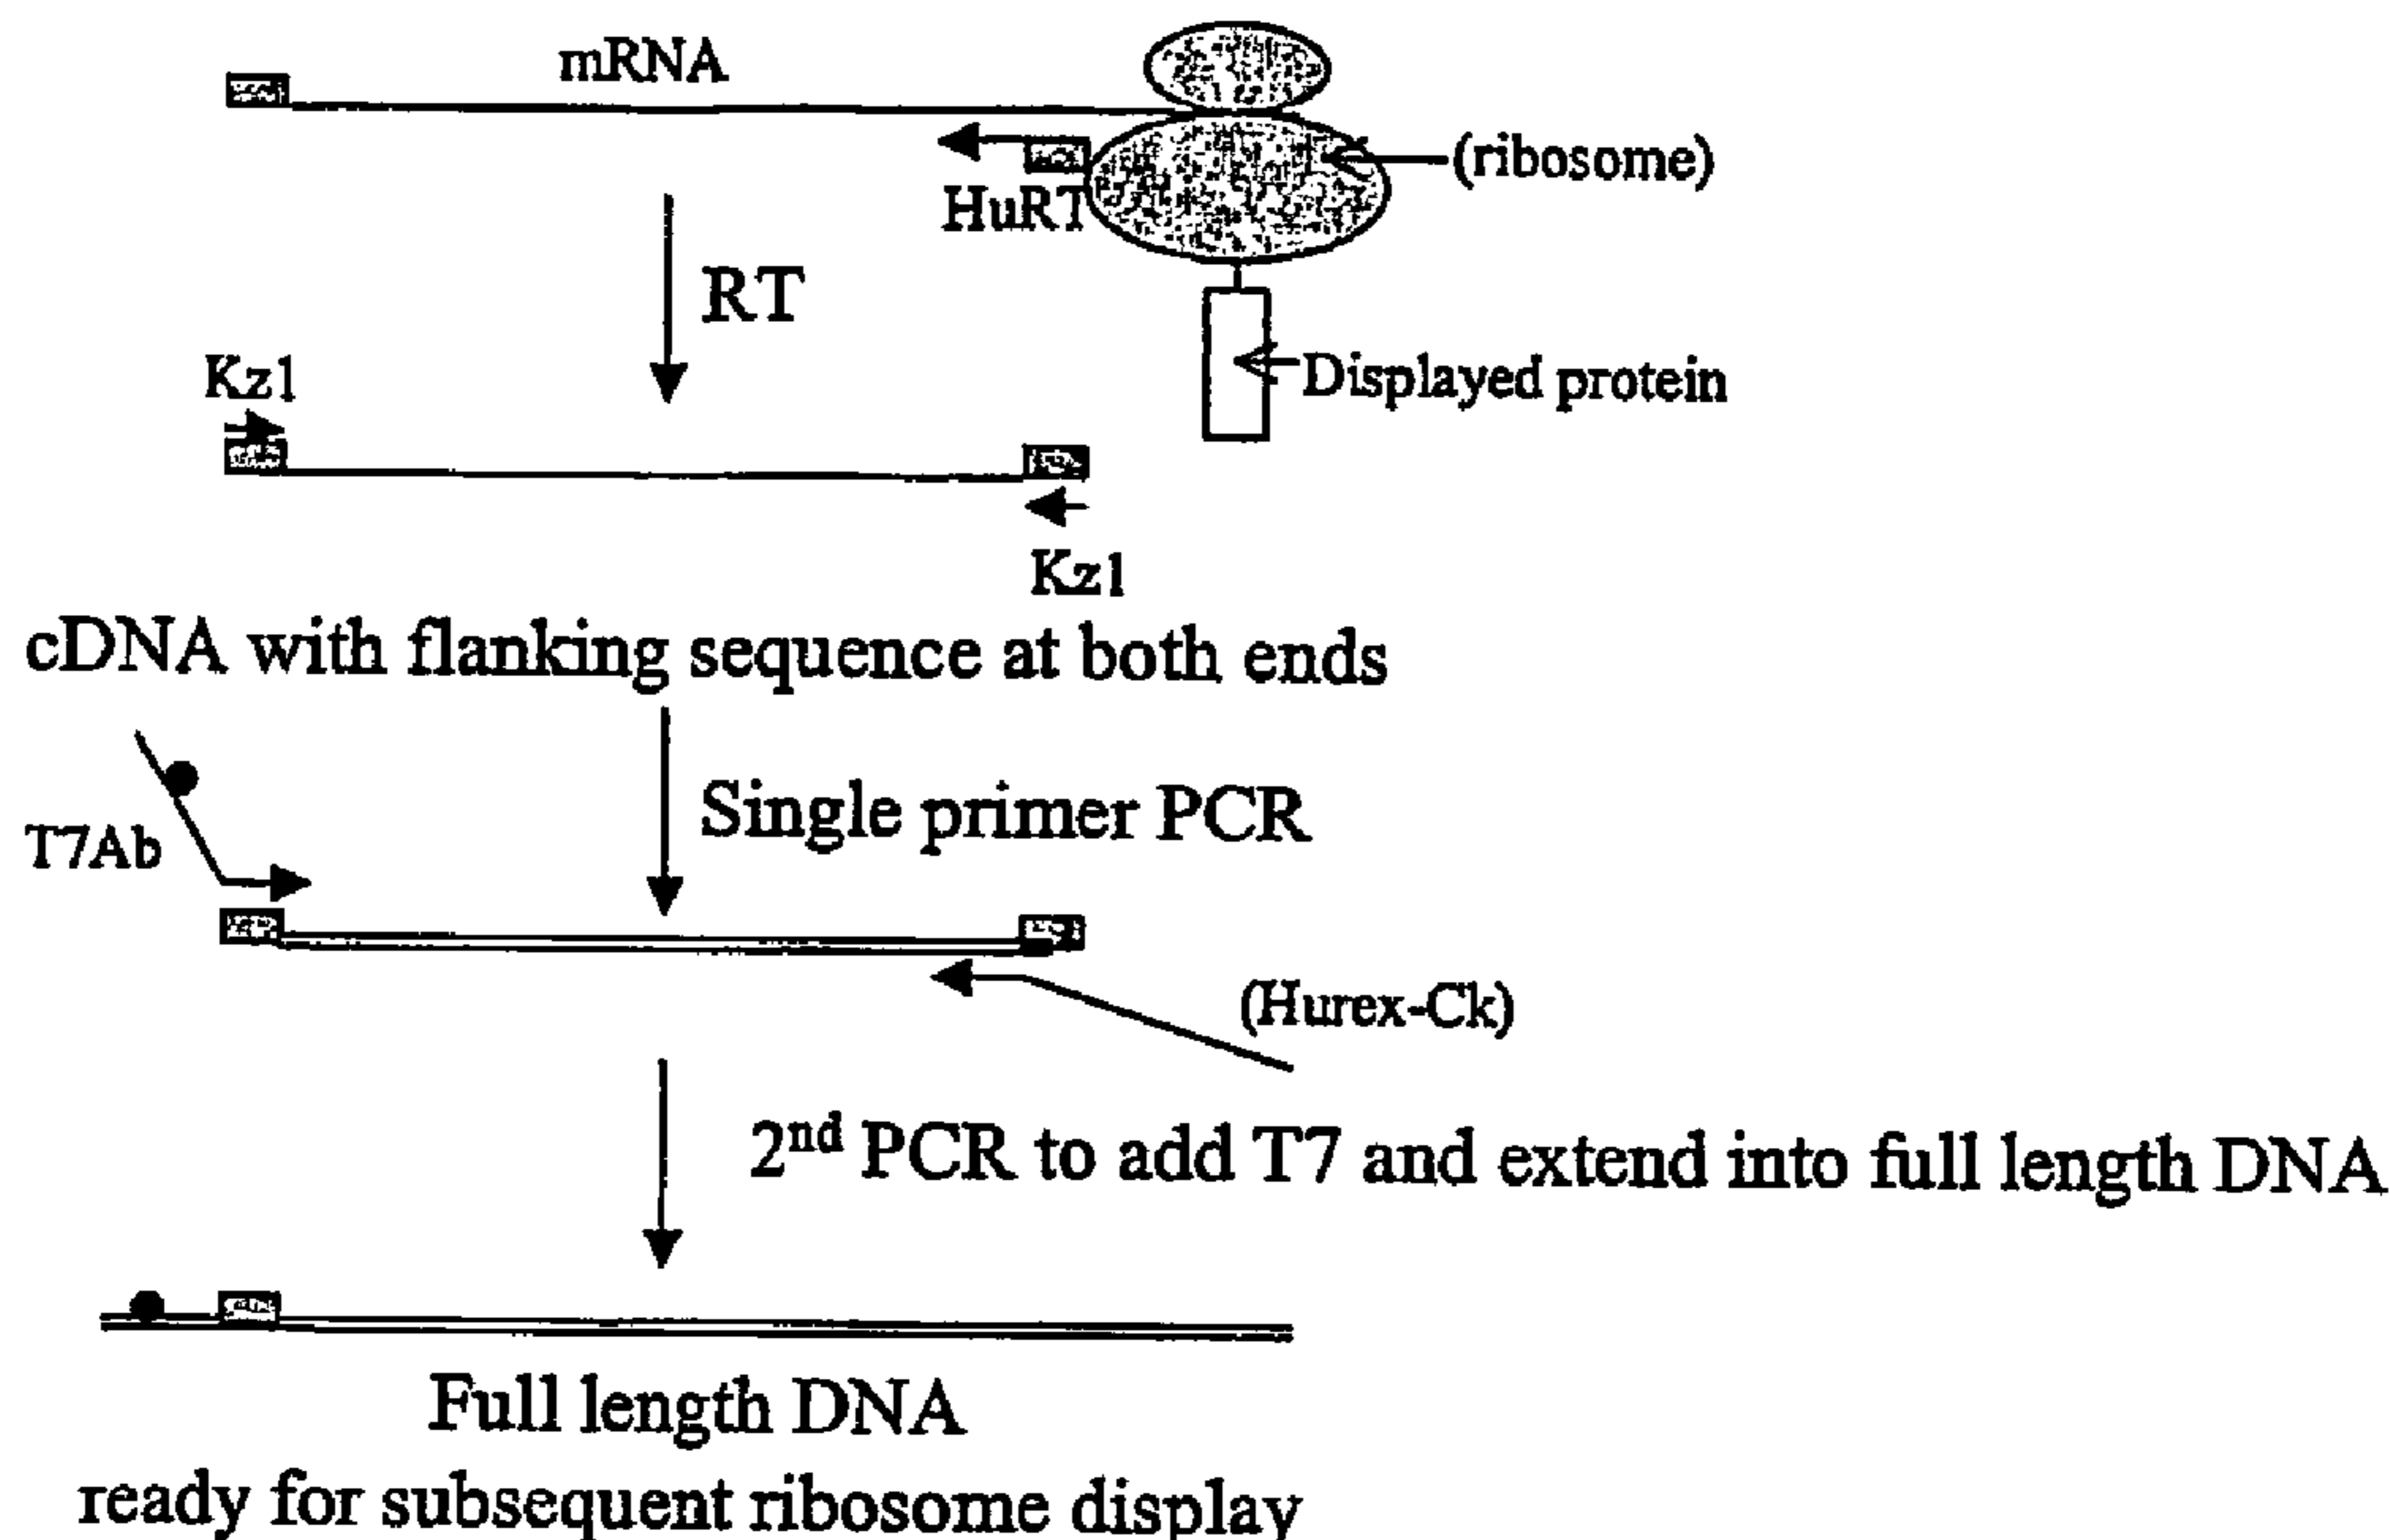 mRNA
(ribosome)
HuRT
RT
Displayed protein
Kz1
Kz1
cDNA with flanking sequence at both ends
Single primer PCR
T7Ab
(Hurex-Ck)
2nd PCR to add T7 and extend into full length DNA
Full length DNA
ready for subsequent ribosome display